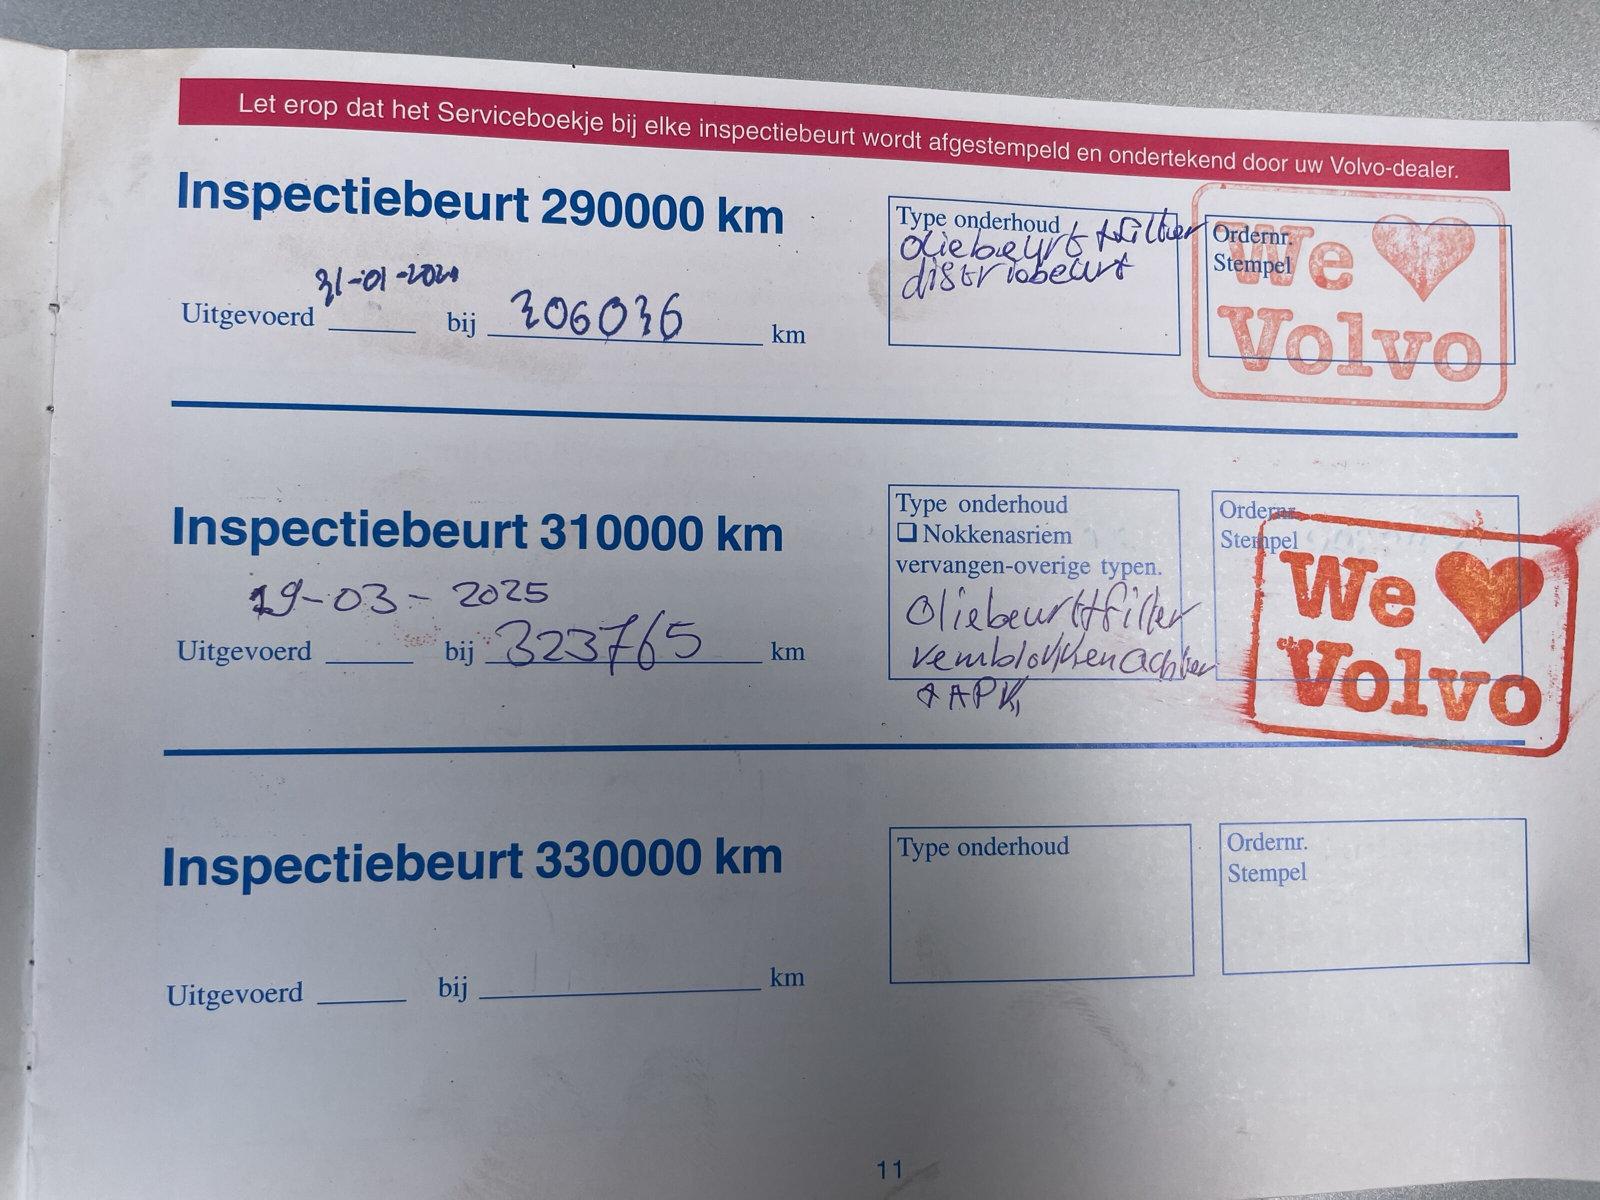 Let erop dat het Serviceboekje bij elke inspectiebeurt wordt afgestempeld en ondertekend door uw Volvo-dealer.
Inspectiebeurt 290000 km
31-01-2021
Uitgevoerd bij 306036 km
Type onderhoud
oliebeurt + filter
distriebeurt
Ordernr.
Stempel
We ❤
Volvo
Inspectiebeurt 310000 km
19-03-2025
Uitgevoerd bij 323765 km
Type onderhoud
❑ Nokkenasriem
vervangen-overige typen.
Oliebeurt+filter
remblokken achter
+ APK
Ordernr.
Stempel
We ❤
Volvo
Inspectiebeurt 330000 km
Uitgevoerd bij km
Type onderhoud
Ordernr.
Stempel
11